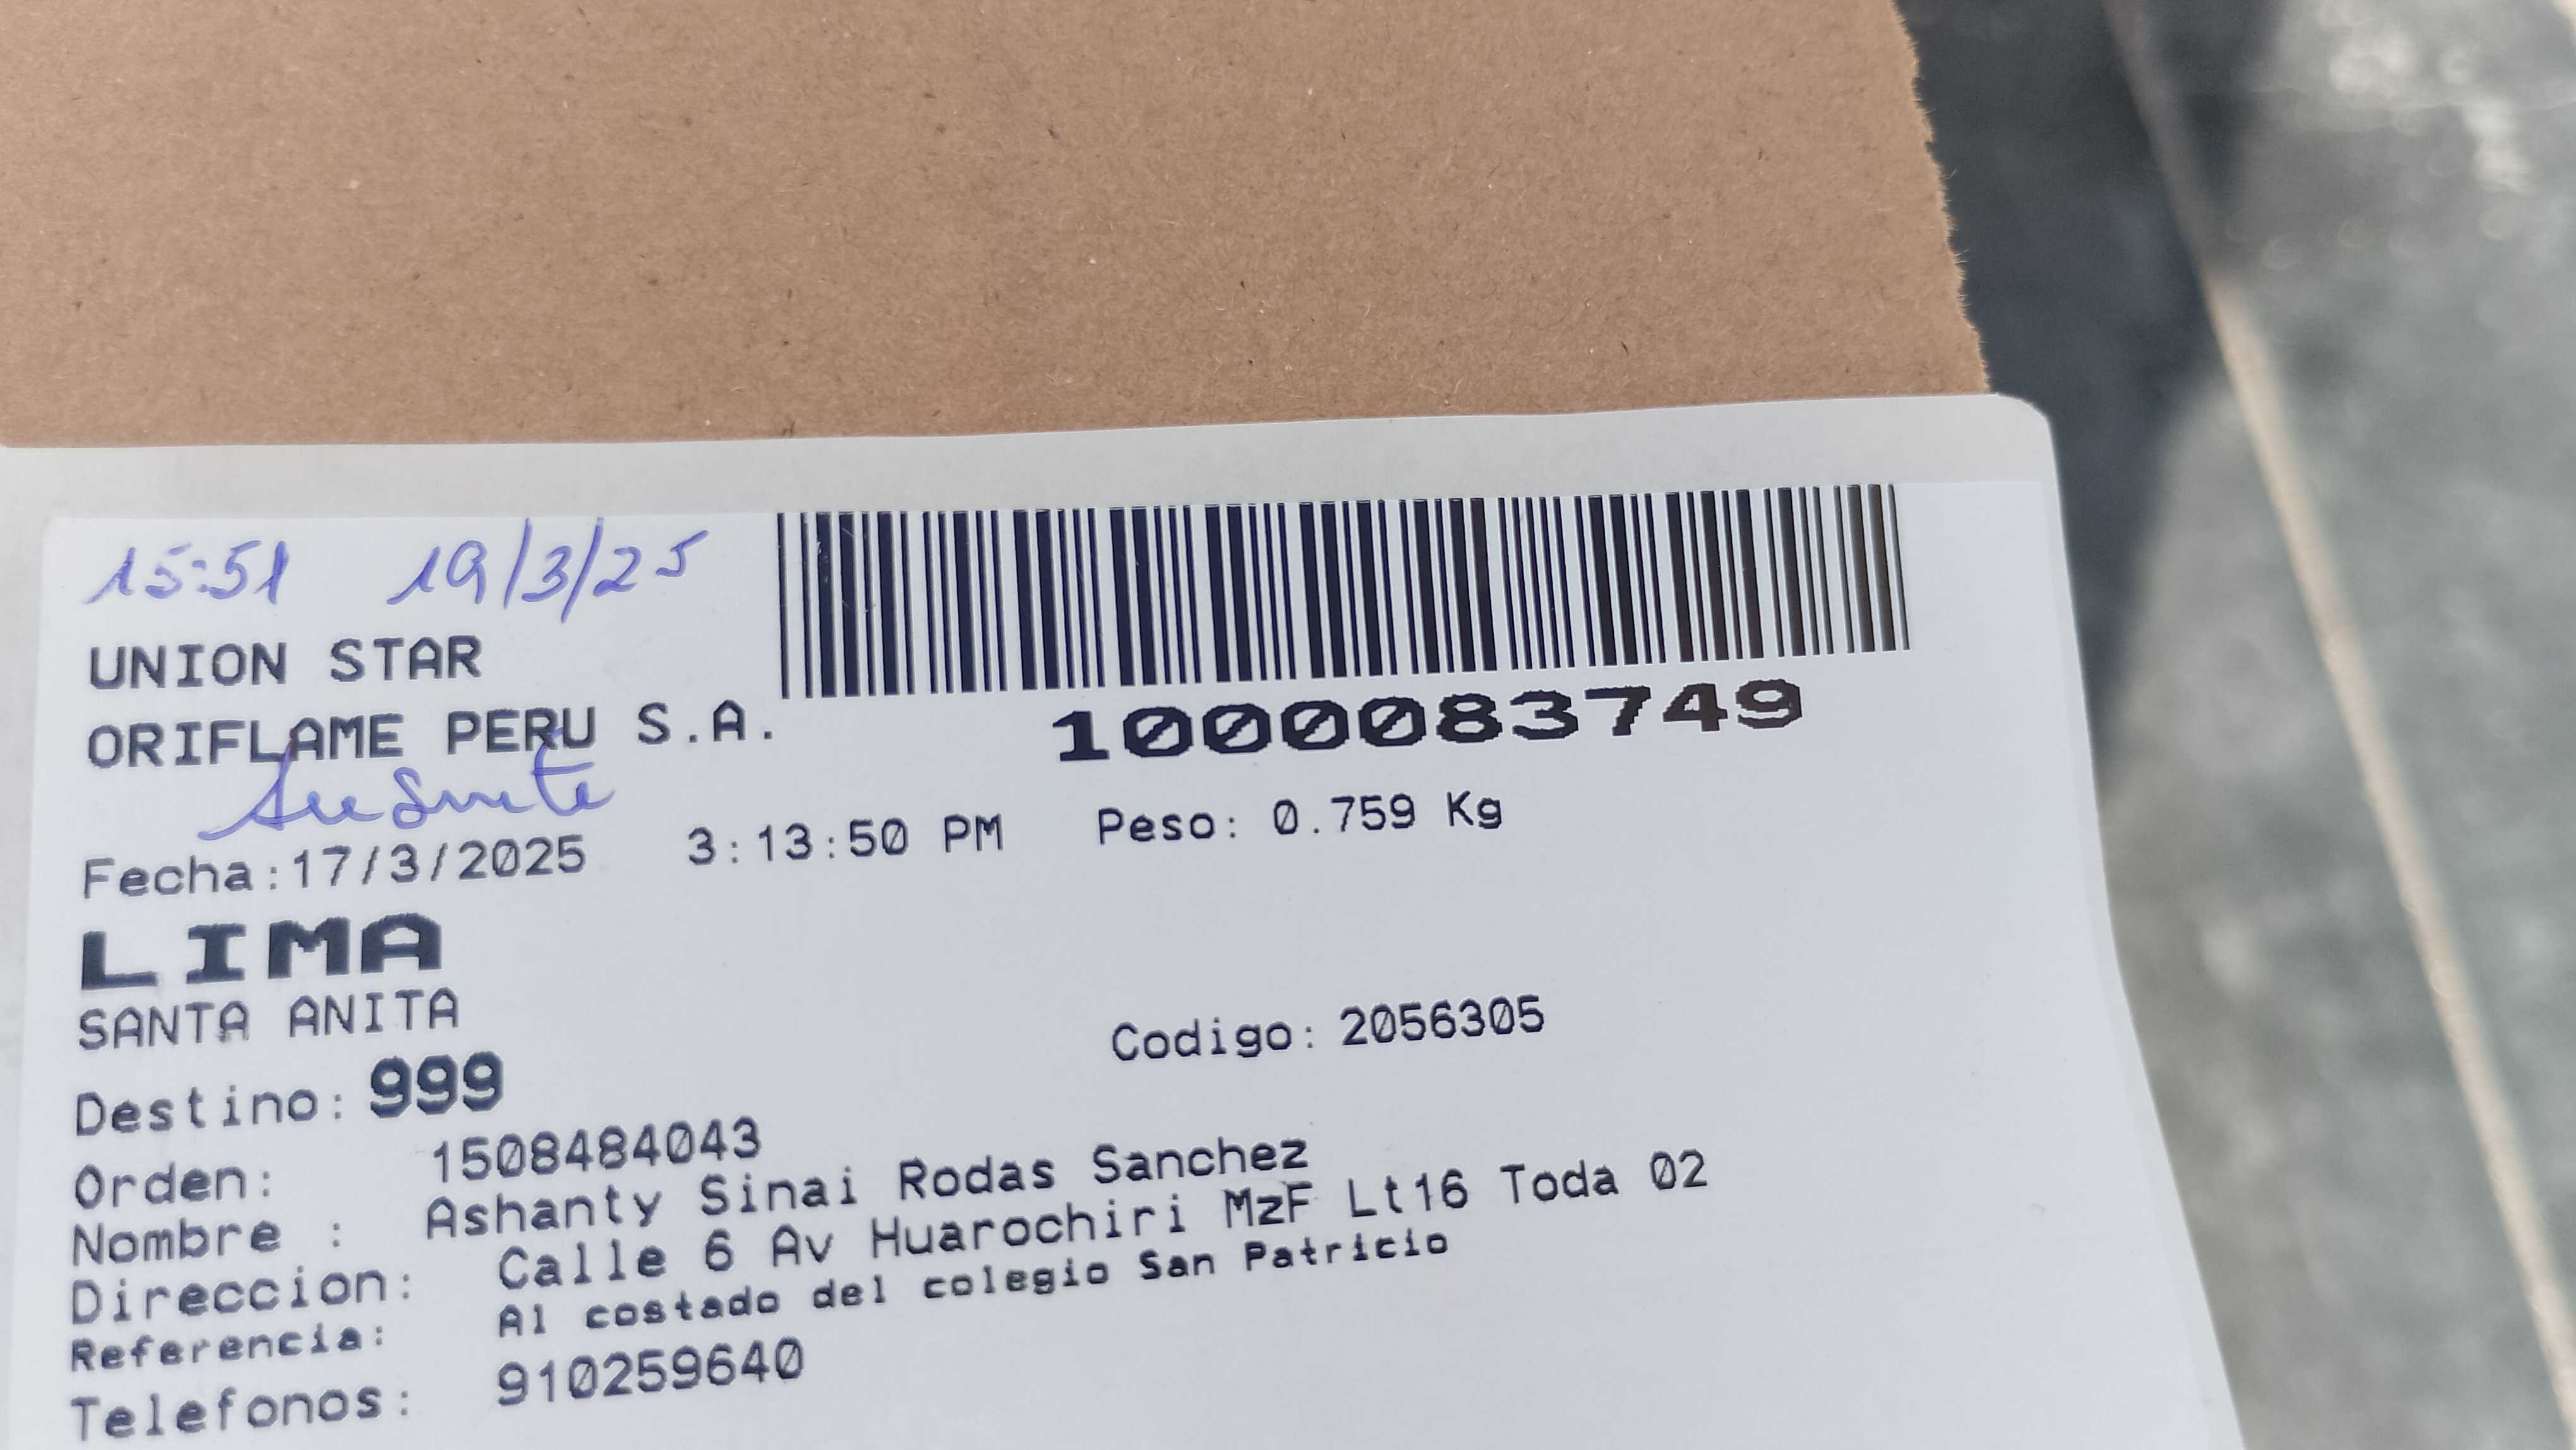 15:51 19/3/25
UNION STAR
ORIFLAME PERU S.A.
1000083749
Fecha:17/3/2025 3:13:50 PM Peso: 0.759 Kg
LIMA
SANTA ANITA
Codigo: 2056305
Destino: 999
Orden: 1508484043
Nombre : Ashanty Sinai Rodas Sanchez
Direccion: Calle 6 Av Huarochiri MzF Lt16 Toda 02
Referencia: Al costado del colegio San Patricio
Telefonos: 910259640